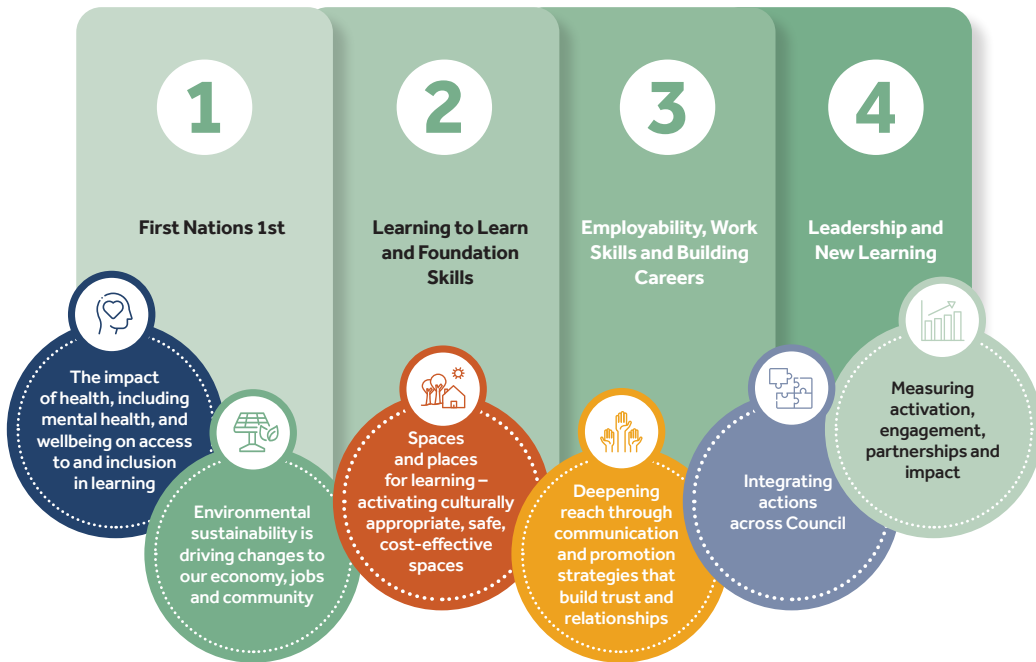 1
First Nations 1st
2
Learning to Learn
and Foundation
Skills
3
Employability, Work
Skills and Building
Careers
4
Leadership and
New Learning
The impact
of health, including
mental health, and
wellbeing on access
to and inclusion
in learning
Environmental
sustainability is
driving changes to
our economy, jobs
and community
Spaces
and places
for learning –
activating culturally
appropriate, safe,
cost-effective
spaces
Deepening
reach through
communication
and promotion
strategies that
build trust and
relationships
Integrating
actions
across Council
Measuring
activation,
engagement,
partnerships and
impact